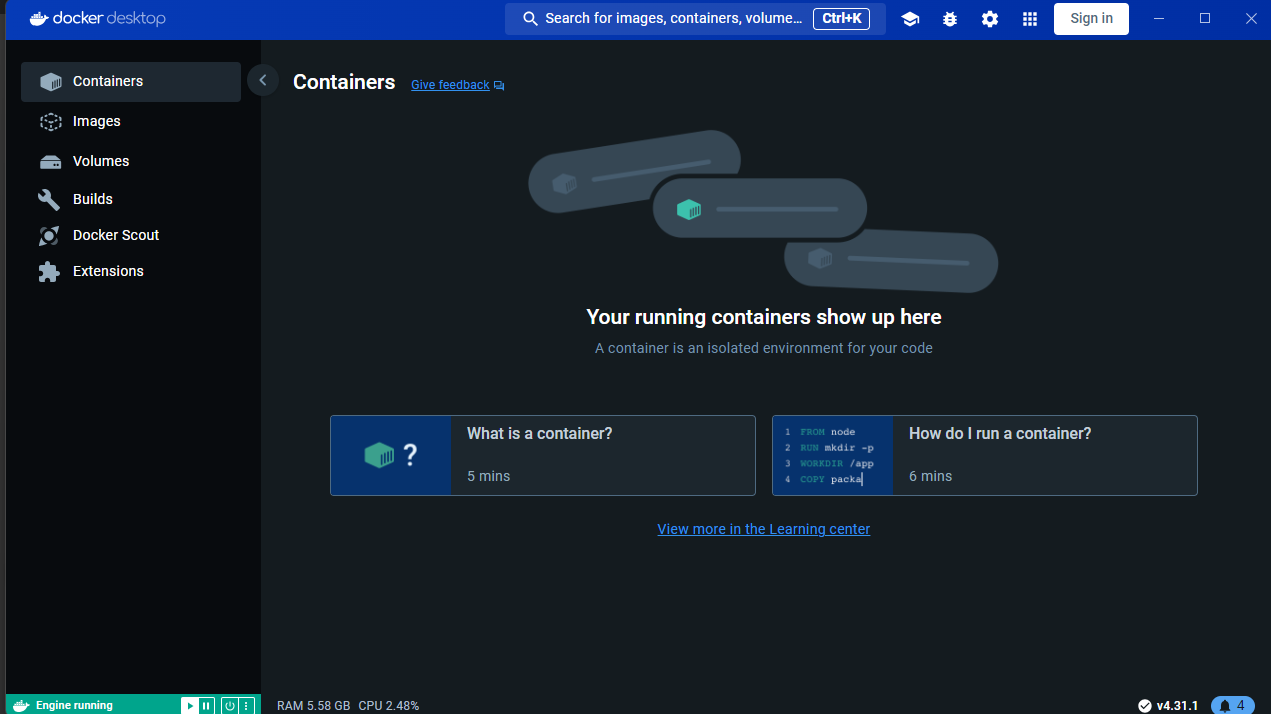 docker desktop
Search for images, containers, volume... Ctrl+K
Sign in
Containers
Images
Volumes
Builds
Docker Scout
Extensions
Containers Give feedback
Your running containers show up here
A container is an isolated environment for your code
?
What is a container?
5 mins
1 FROM node
2 RUN mkdir -p
3 WORKDIR /app
4 COPY packa
How do I run a container?
6 mins
View more in the Learning center
Engine running
RAM 5.58 GB CPU 2.48%
v4.31.1
4